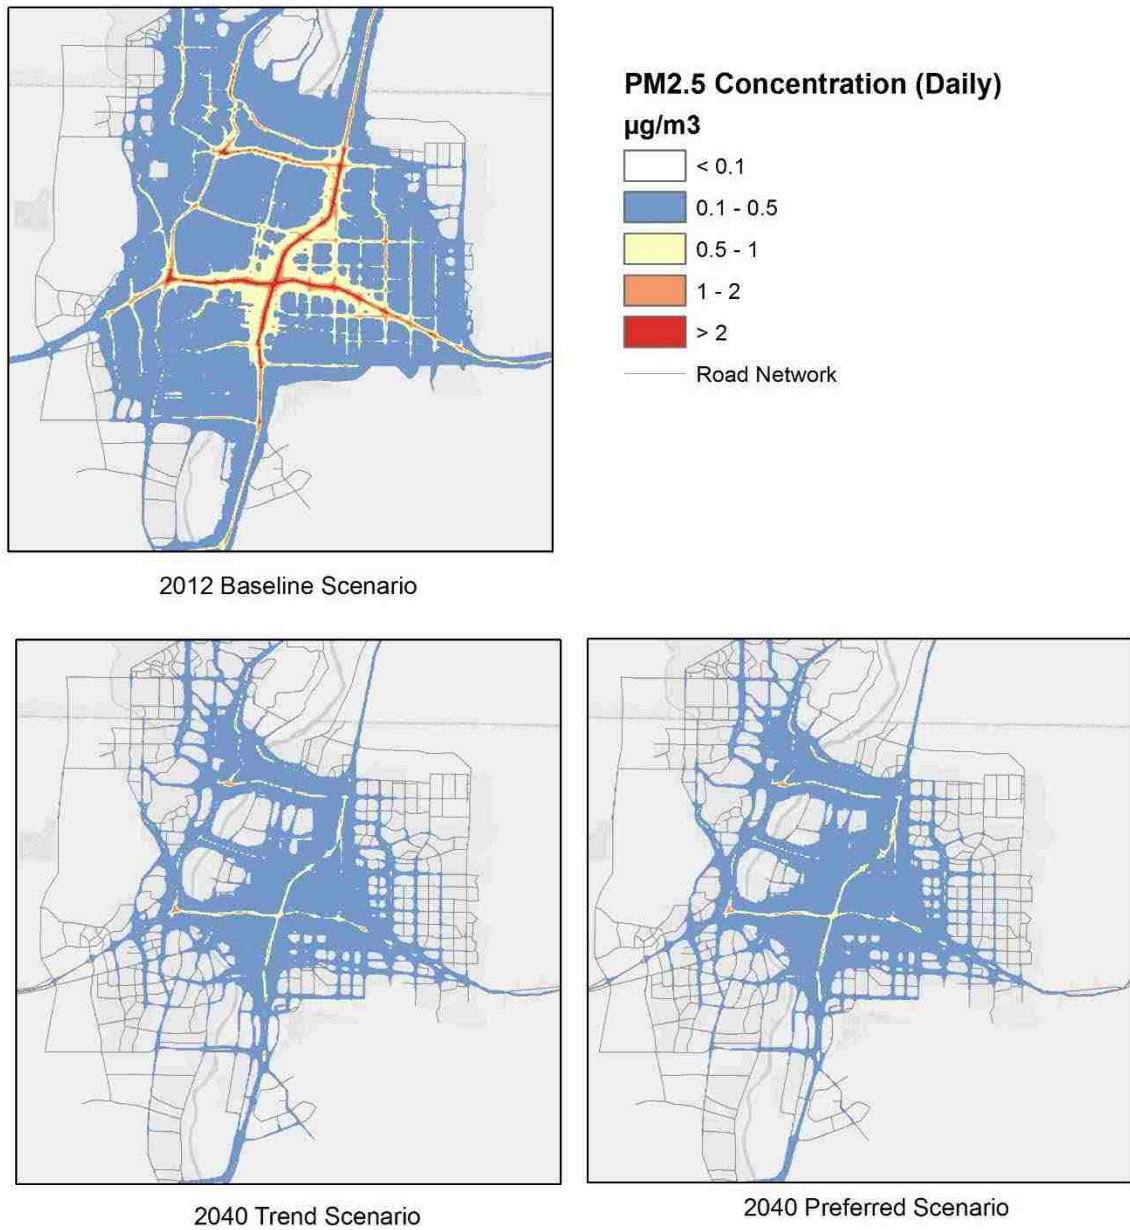 PM2.5 Concentration (Daily)
µg/m3
< 0.1
0.1 - 0.5
0.5 - 1
1 - 2
> 2
Road Network
2012 Baseline Scenario
2040 Trend Scenario
2040 Preferred Scenario